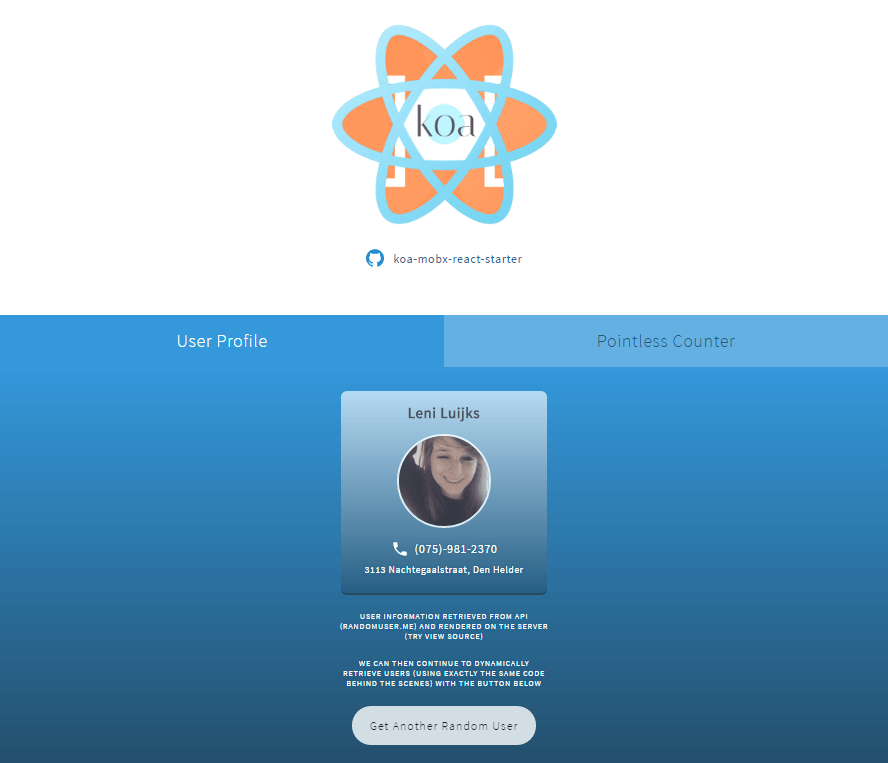 koa
koa-mobx-react-starter
User Profile
Pointless Counter
Leni Luijks
(075)-981-2370
3113 Nachtegaalstraat, Den Helder
USER INFORMATION RETRIEVED FROM API
(RANDOMUSER.ME) AND RENDERED ON THE SERVER
(TRY VIEW SOURCE)
WE CAN THEN CONTINUE TO DYNAMICALLY
RETRIEVE USERS (USING EXACTLY THE SAME CODE
BEHIND THE SCENES) WITH THE BUTTON BELOW
Get Another Random User